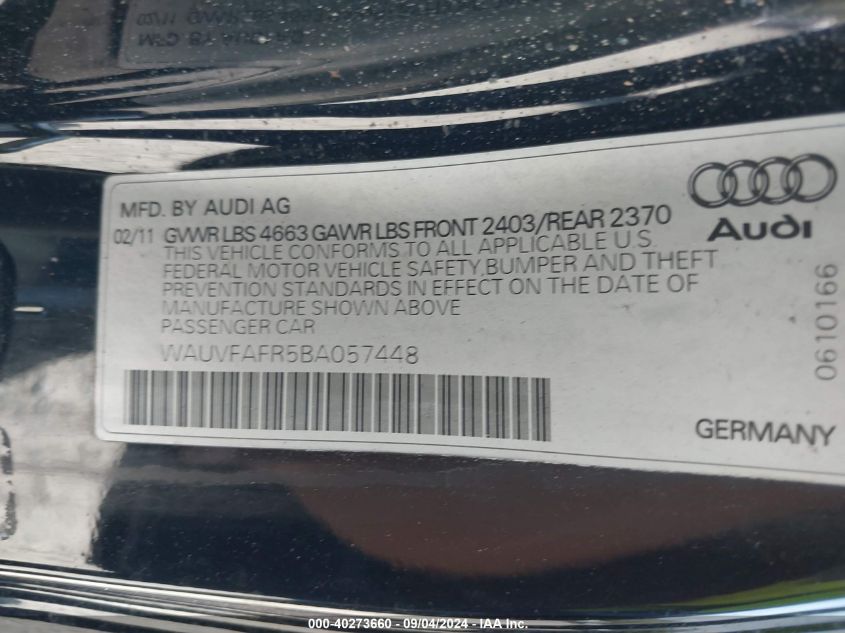 MFD. BY AUDI AG
02/11 GVWR LBS 4663 GAWR LBS FRONT 2403/REAR 2370
THIS VEHICLE CONFORMS TO ALL APPLICABLE U.S.
FEDERAL MOTOR VEHICLE SAFETY,BUMPER AND THEFT
PREVENTION STANDARDS IN EFFECT ON THE DATE OF
MANUFACTURE SHOWN ABOVE
PASSENGER CAR
WAUVFAFR5BA057448
Audi
0610166
GERMANY
000-40273660 - 09/04/2024 - IAA Inc.